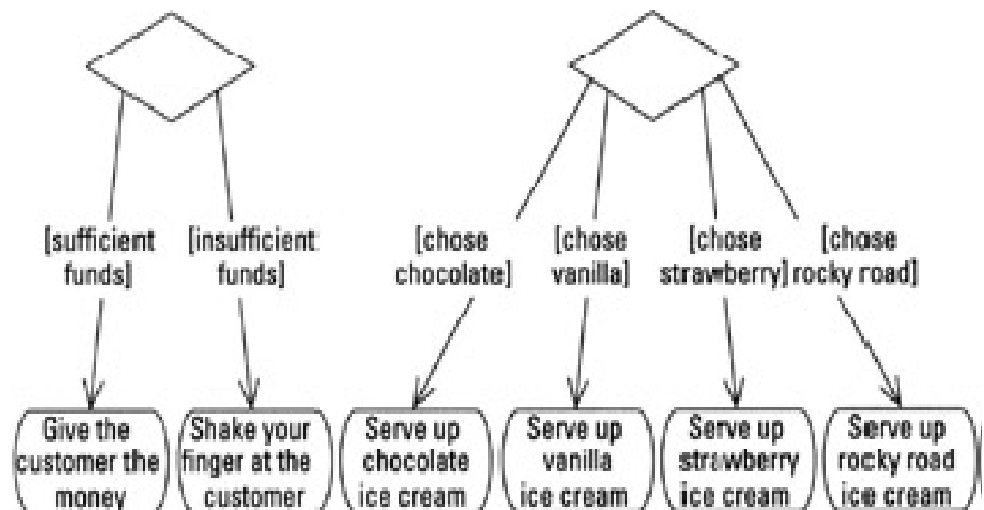 [sufficient
funds]
[insufficient
funds]
[chose
chocolate]
[chose
vanilla]
[chose
strawberry]
[chose
rocky road]
Give the
customer the
money
Shake your
finger at the
customer
Serve up
chocolate
ice cream
Serve up
vanilla
ice cream
Serve up
strawberry
ice cream
Serve up
rocky road
ice cream